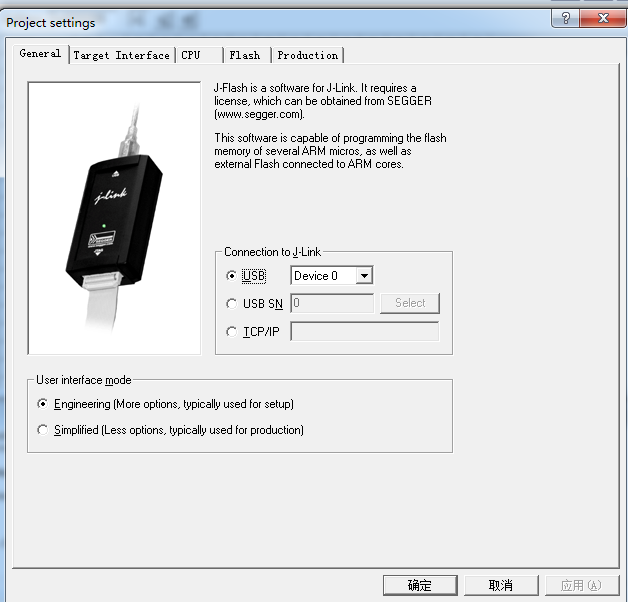 Project settings
General Target Interface CPU Flash Production
J-Flash is a software for J-Link. It requires a
license, which can be obtained from SEGGER
(www.segger.com).
This software is capable of programming the flash
memory of several ARM micros, as well as
external Flash connected to ARM cores.
J-Link
Connection to J-Link
USB Device 0
USB SN 0 Select
TCP/IP
User interface mode
Engineering (More options, typically used for setup)
Simplified (Less options, typically used for production)
确定 取消 应用(A)